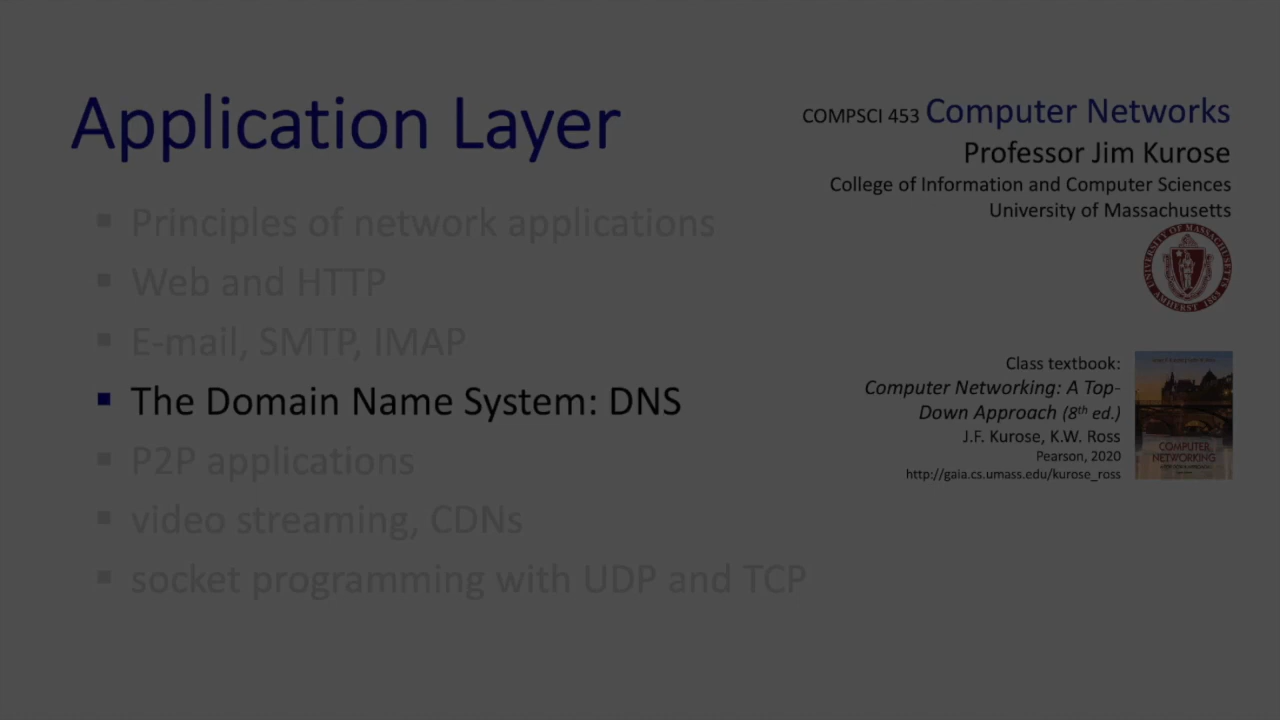 Application Layer
Principles of network applications
Web and HTTP
E-mail, SMTP, IMAP
The Domain Name System: DNS
P2P applications
video streaming, CDNs
socket programming with UDP and TCP
COMPSCI 453 Computer Networks
Professor Jim Kurose
College of Information and Computer Sciences
University of Massachusetts
Class textbook:
Computer Networking: A Top-
Down Approach (8th ed.)
J.F. Kurose, K.W. Ross
Pearson, 2020
http://gaia.cs.umass.edu/kurose_ross
COMPUTER
NETWORKING